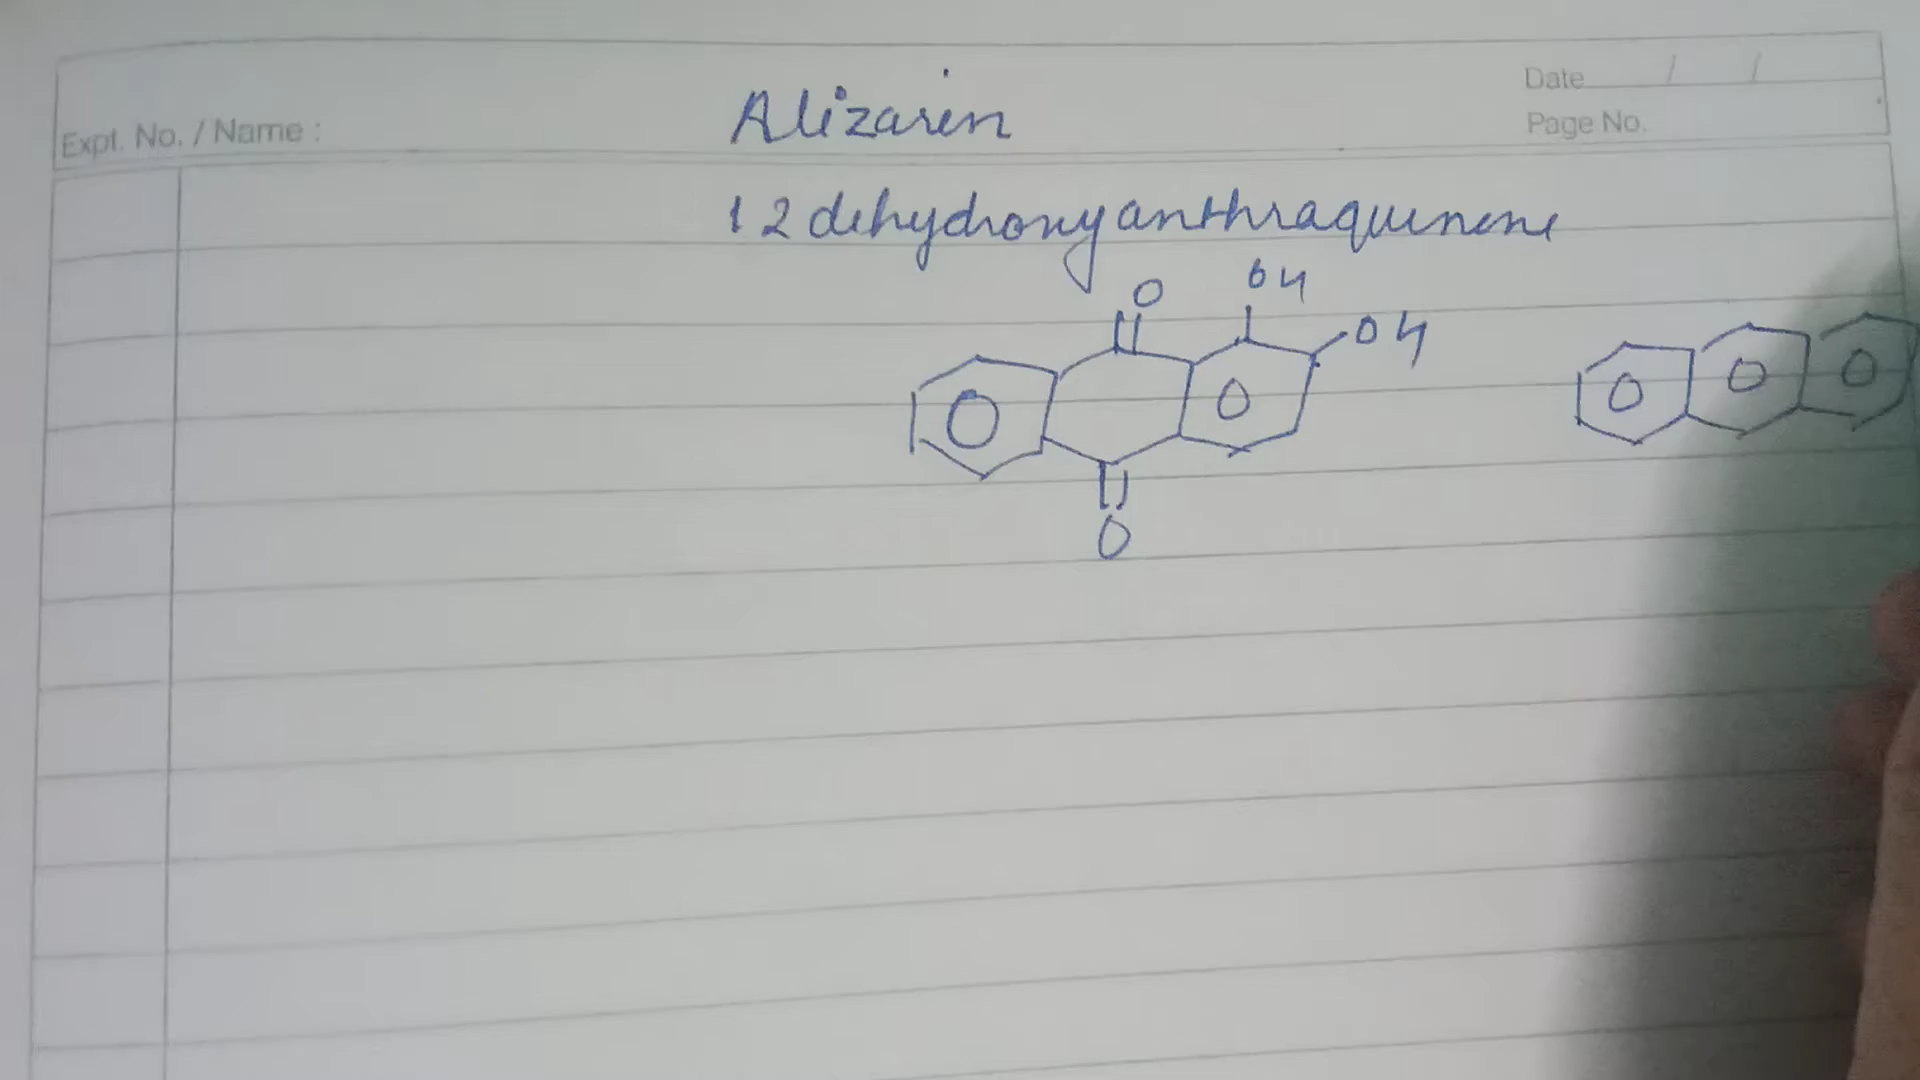 Date / /
Alizarin
Expt. No. / Name :
Page No.
1 2 dihydroxyanthraquinone
O OH
OH
O